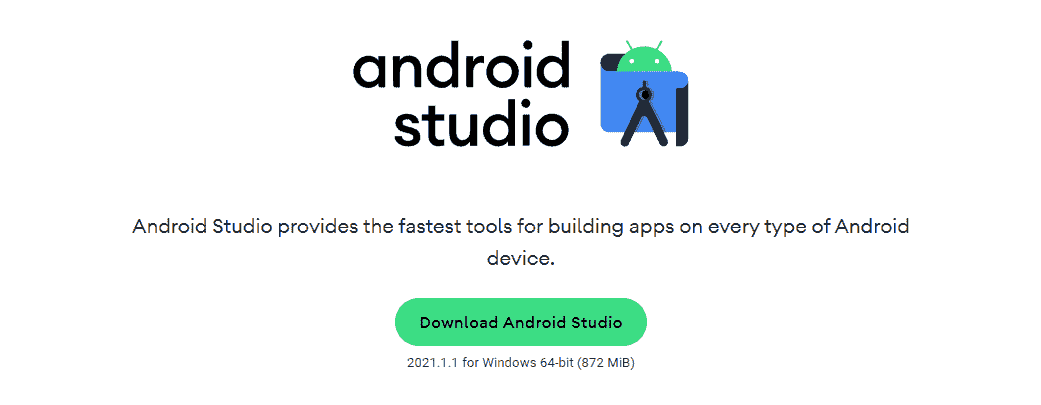 android
studio
Android Studio provides the fastest tools for building apps on every type of Android
device.
Download Android Studio
2021.1.1 for Windows 64-bit (872 MiB)